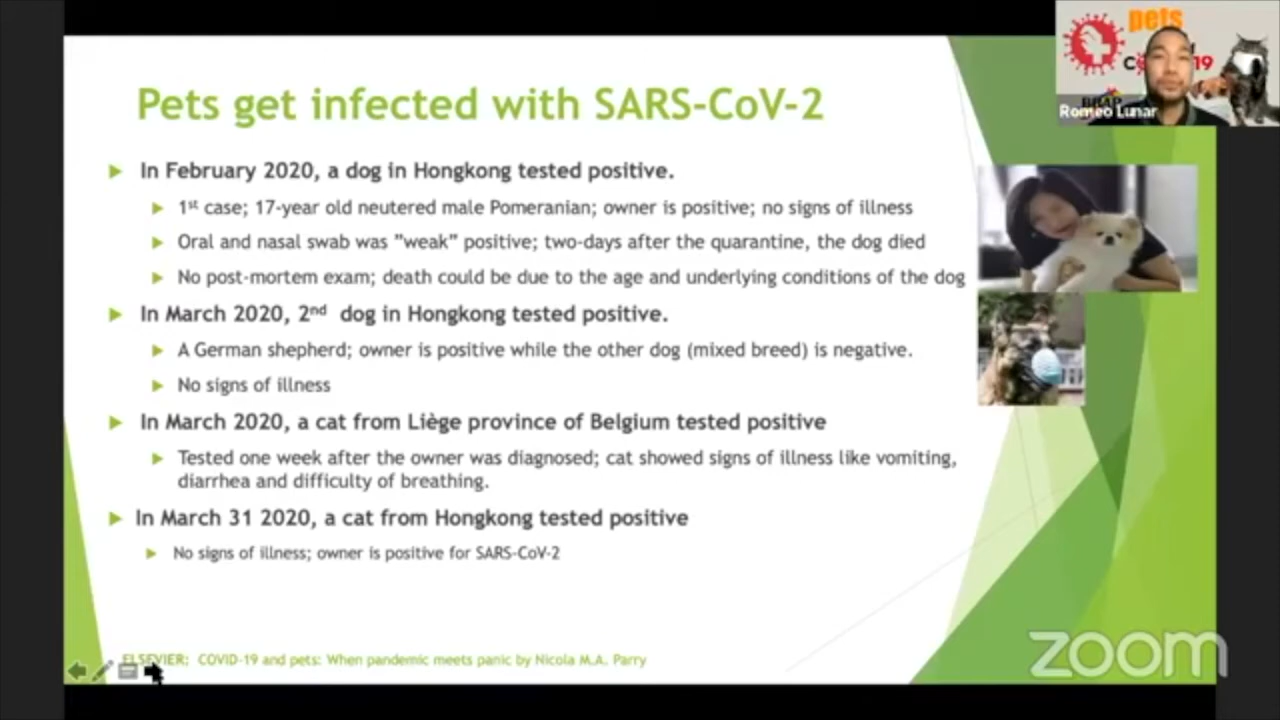 pets
Romeo Lunar
Pets get infected with SARS-CoV-2
In February 2020, a dog in Hongkong tested positive.
1st case; 17-year old neutered male Pomeranian; owner is positive; no signs of illness
Oral and nasal swab was ”weak” positive; two-days after the quarantine, the dog died
No post-mortem exam; death could be due to the age and underlying conditions of the dog
In March 2020, 2nd dog in Hongkong tested positive.
A German shepherd; owner is positive while the other dog (mixed breed) is negative.
No signs of illness
In March 2020, a cat from Liège province of Belgium tested positive
Tested one week after the owner was diagnosed; cat showed signs of illness like vomiting,
diarrhea and difficulty of breathing.
In March 31 2020, a cat from Hongkong tested positive
No signs of illness; owner is positive for SARS-CoV-2
ELSEVIER: COVID-19 and pets: When pandemic meets panic by Nicola M.A. Parry
zoom